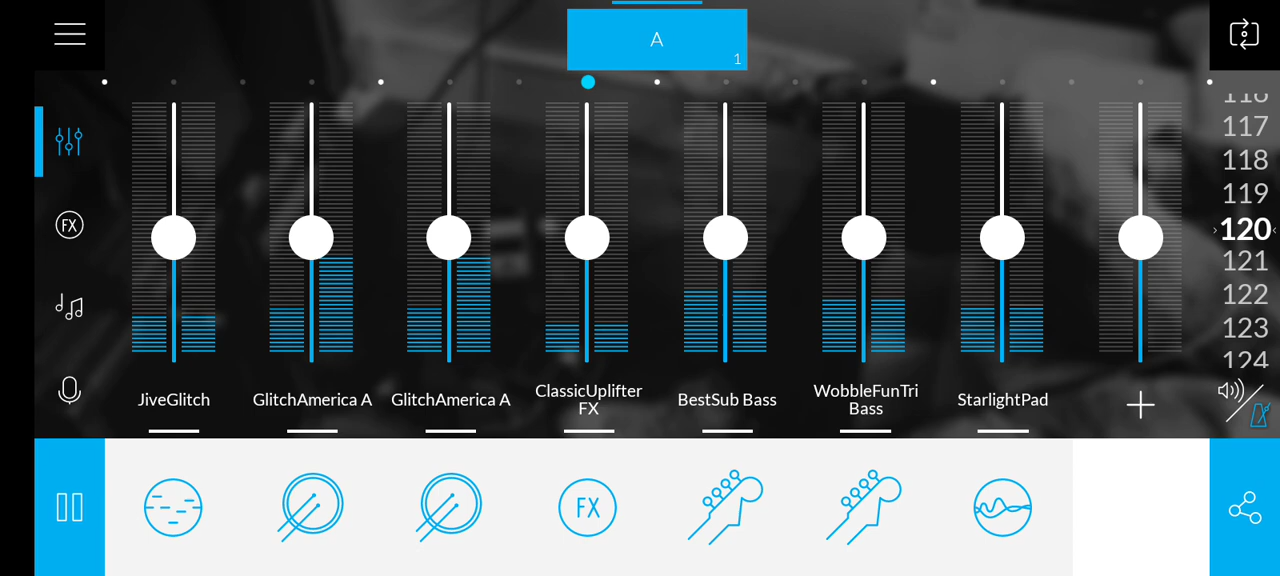 A
1
116
117
118
119
› 120 ‹
121
122
123
124
FX
JiveGlitch
GlitchAmerica A
GlitchAmerica A
ClassicUplifter
FX
BestSub Bass
WobbleFunTri
Bass
StarlightPad
+
FX